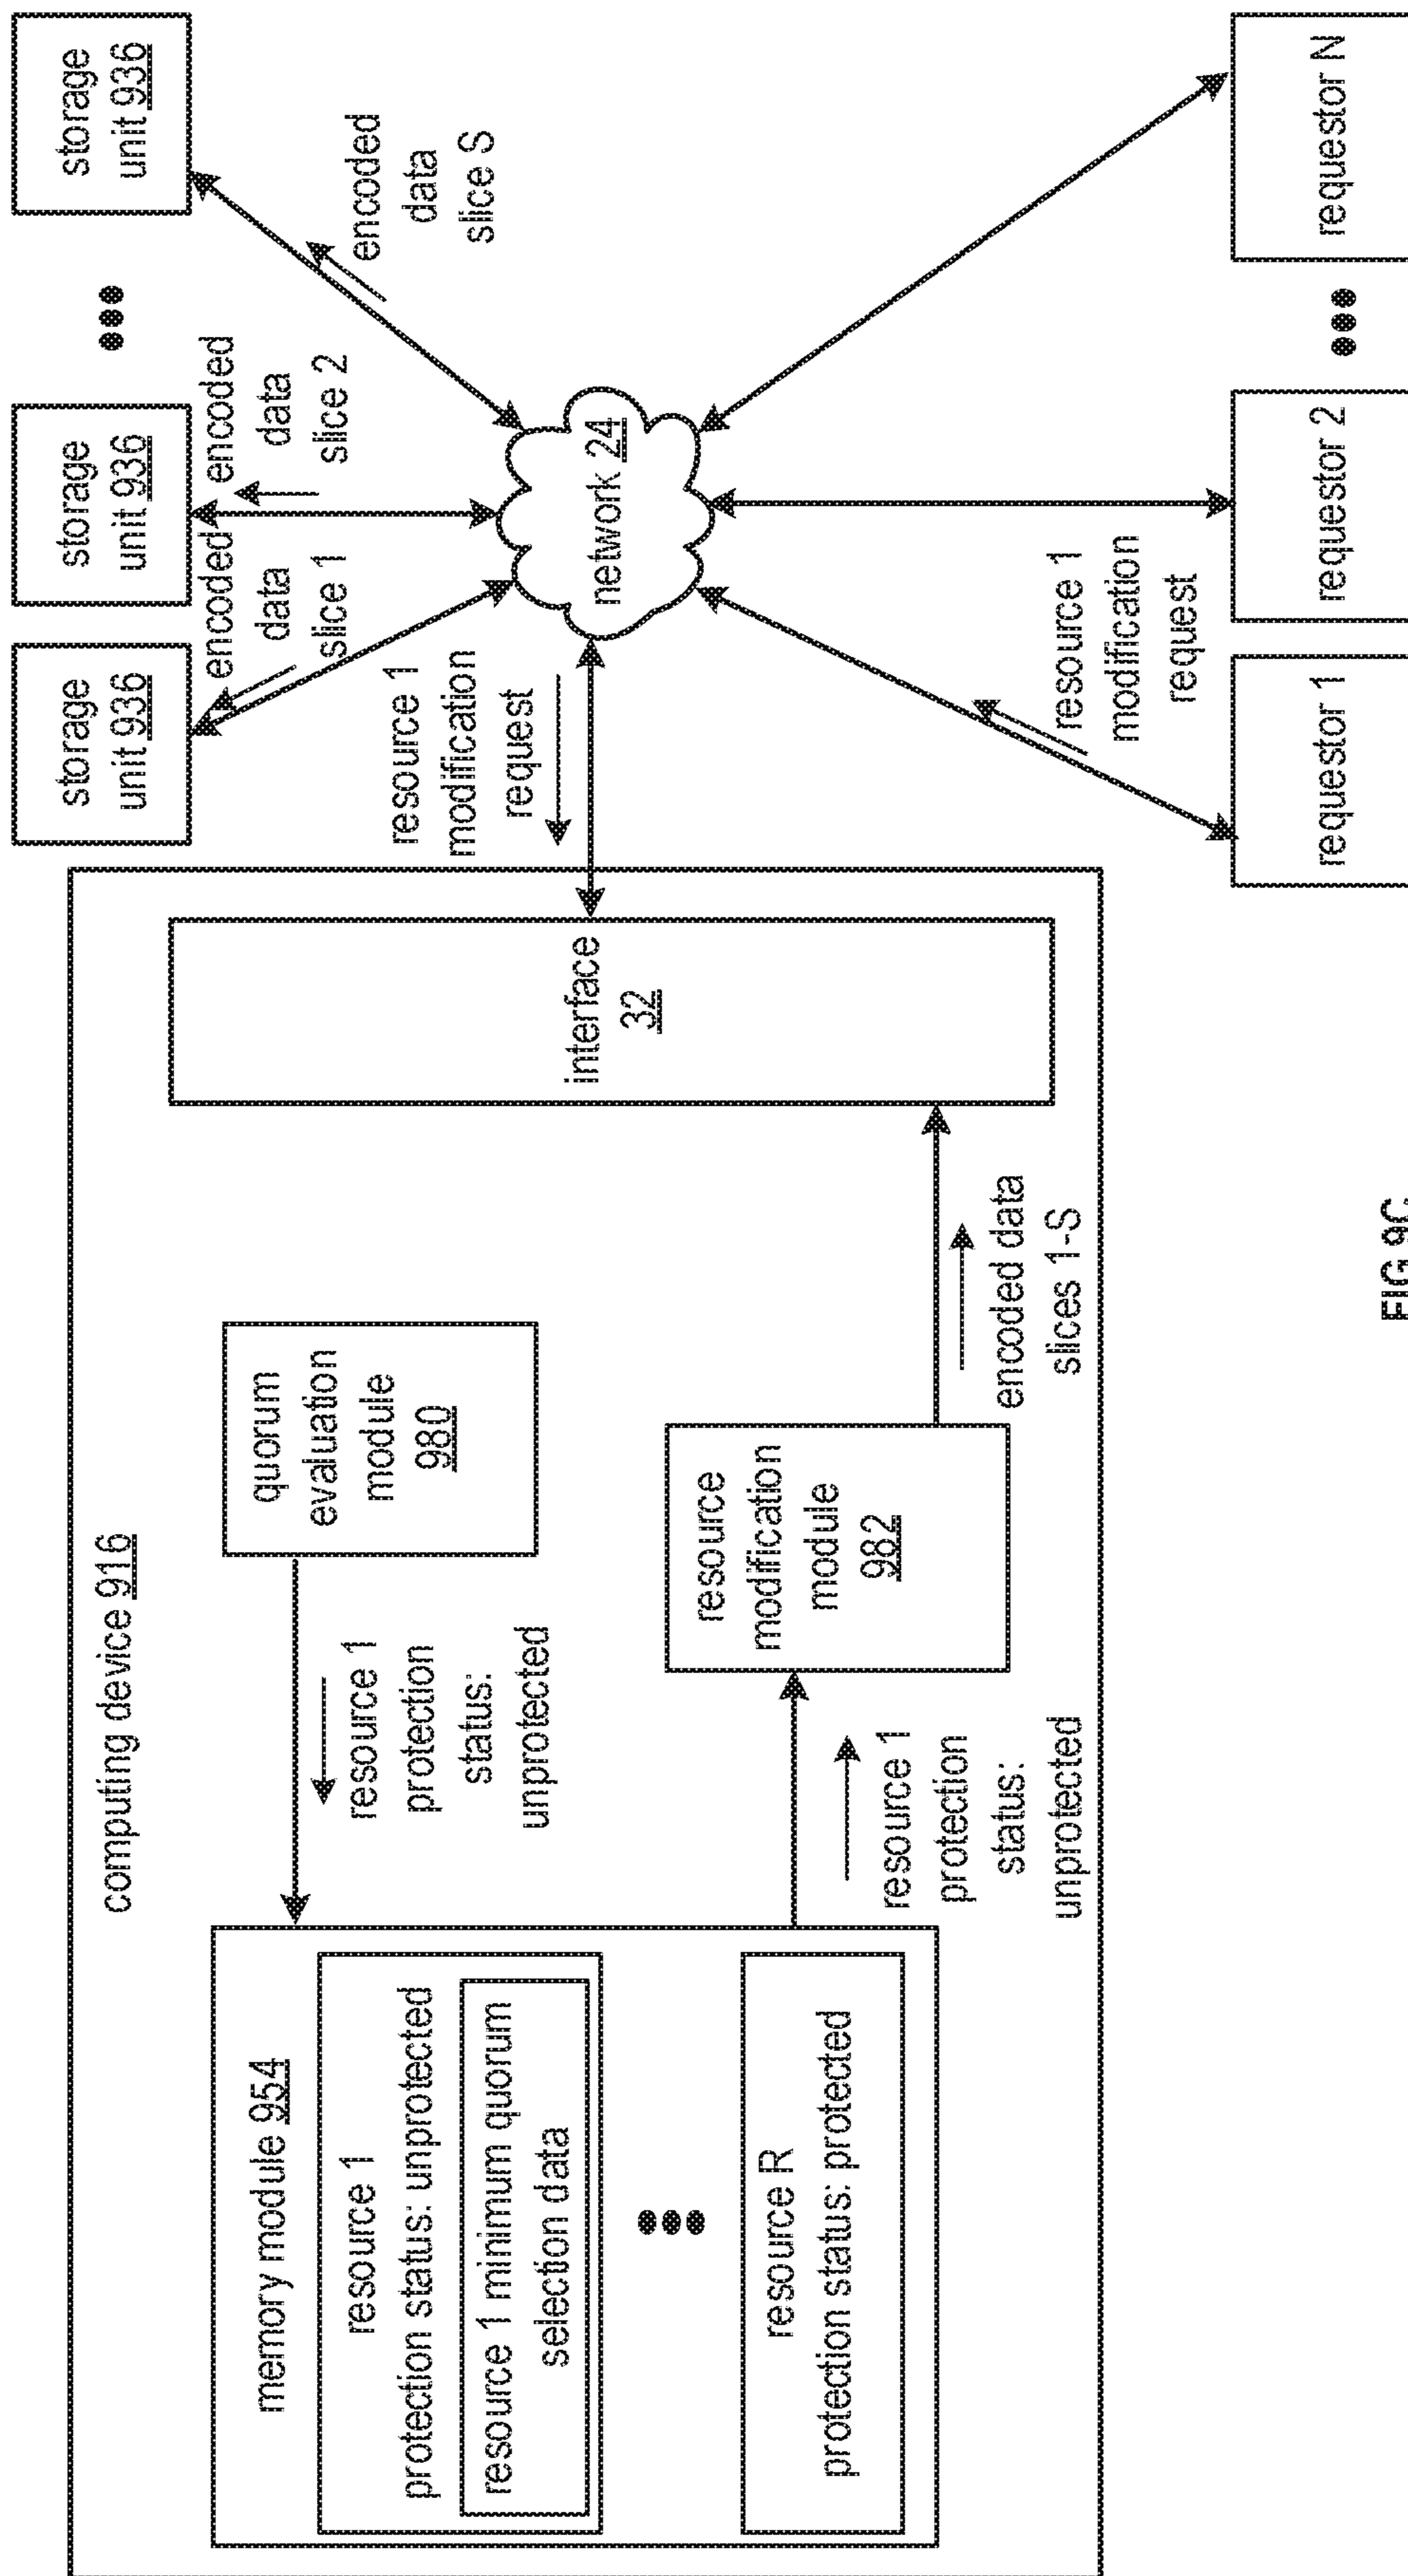 computing device 916
memory module 954
resource 1
protection status: unprotected
resource 1 minimum quorum
selection data
resource R
protection status: protected
resource 1
protection
status:
unprotected
quorum
evaluation
module
980
resource 1
protection
status:
unprotected
resource
modification
module
982
encoded data
slices 1-S
interface
32
resource 1
modification
request
network 24
storage
unit 936
storage
unit 936
storage
unit 936
encoded
data
slice 1
encoded
data
slice 2
encoded
data
slice S
resource 1
modification
request
requestor 1
requestor 2
requestor N
FIG 9C